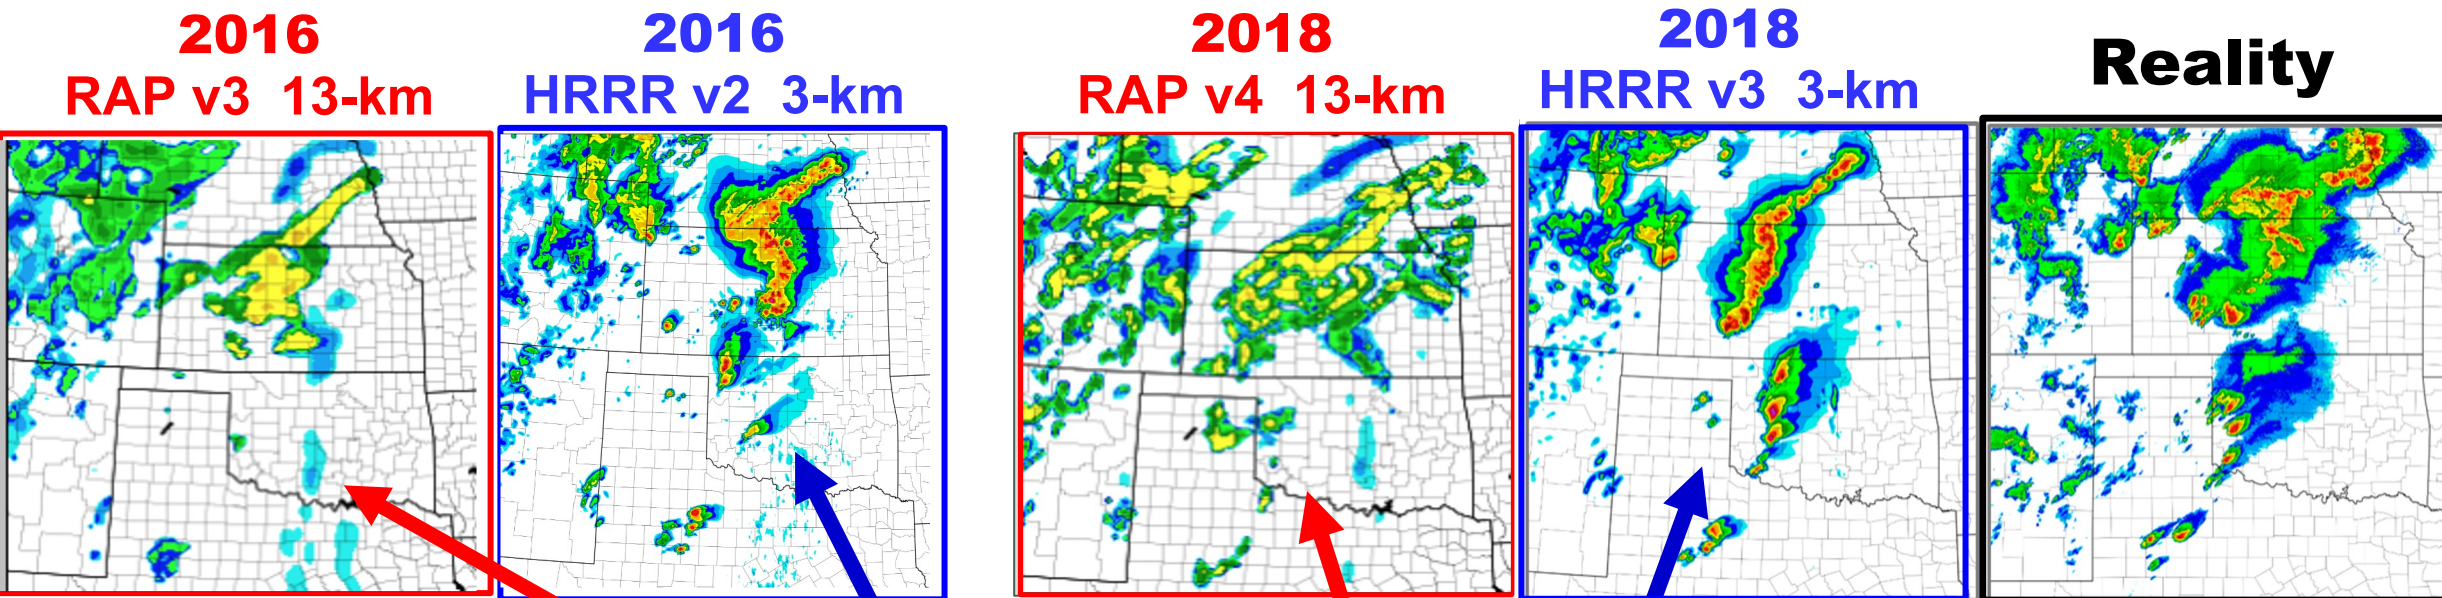 2016
RAP v3 13-km
2016
HRRR v2 3-km
2018
RAP v4 13-km
2018
HRRR v3 3-km
Reality